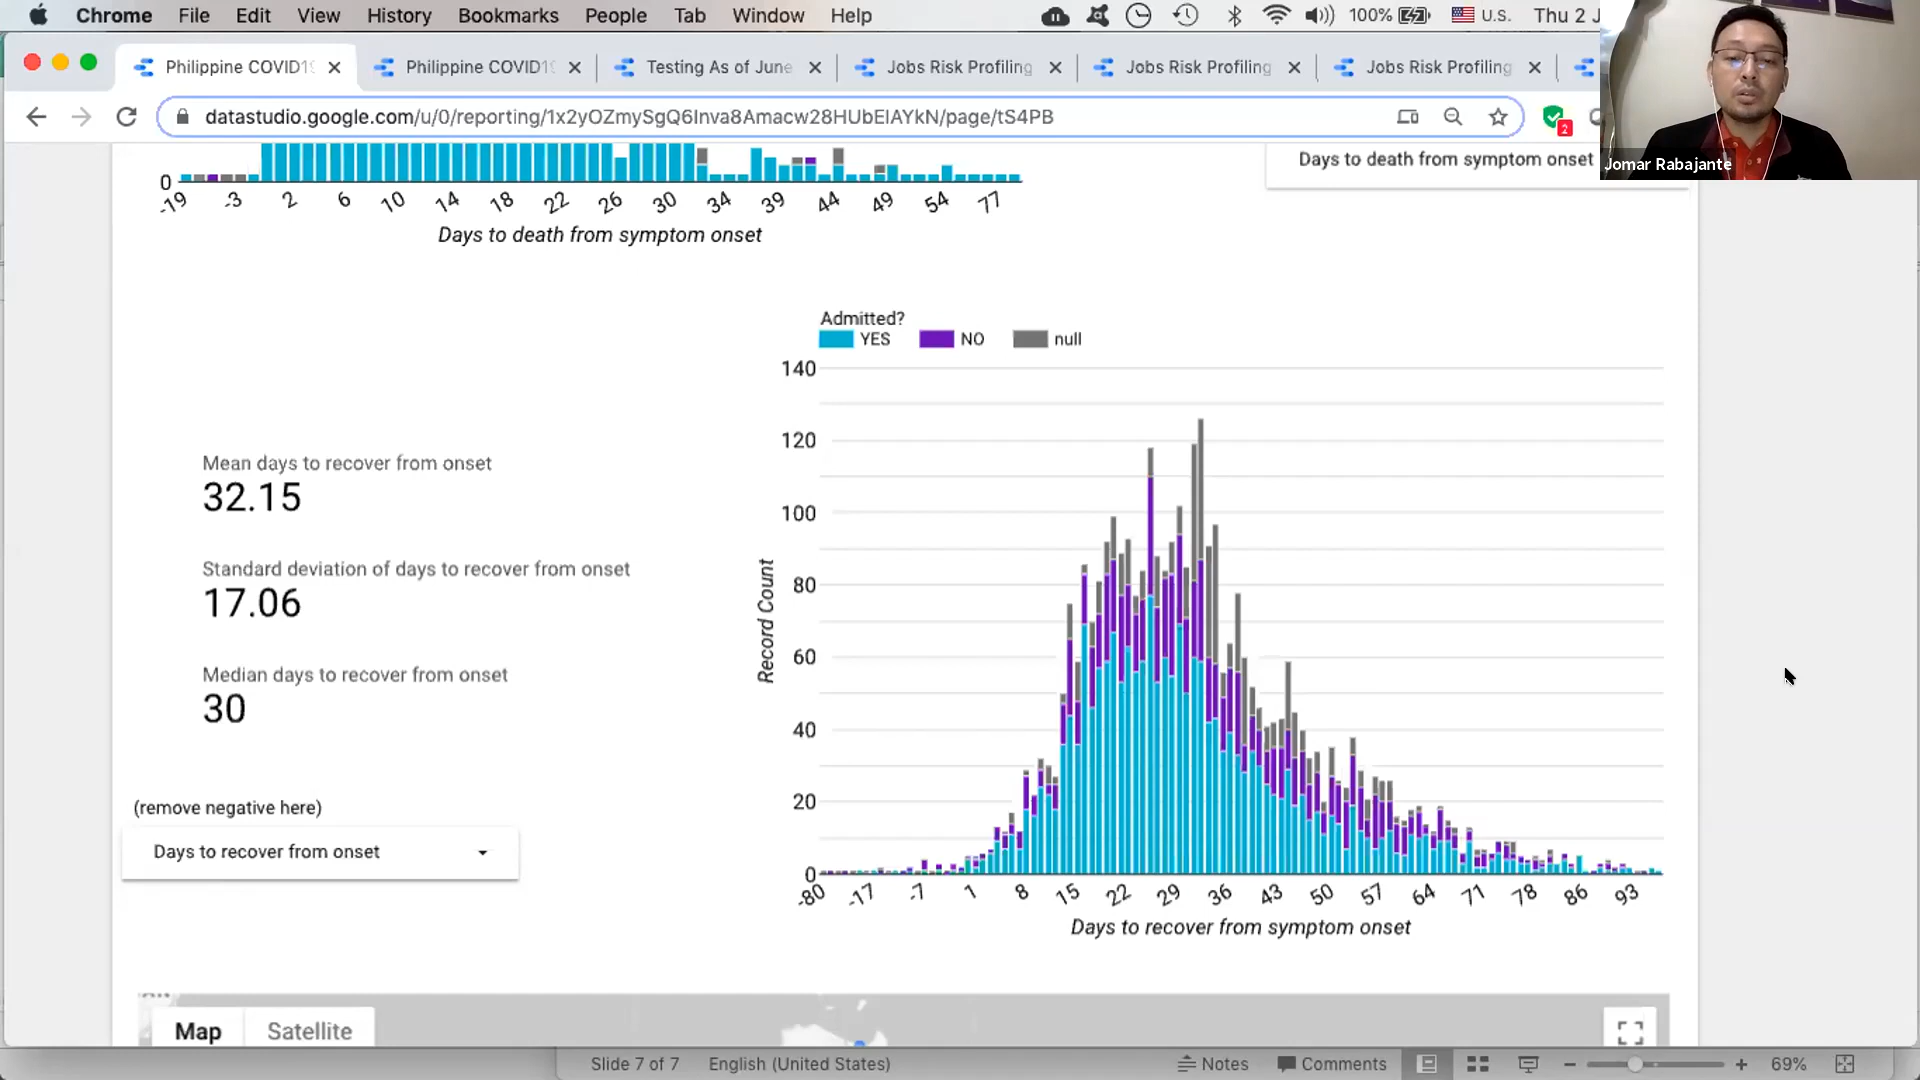 Chrome File Edit View History Bookmarks People Tab Window Help 100% U.S. Thu 2 J
Philippine COVID19 Philippine COVID19 Testing As of June Jobs Risk Profiling Jobs Risk Profiling Jobs Risk Profiling
datastudio.google.com/u/0/reporting/1x2yOZmySgQ6Inva8Amacw28HUbEIAYkN/page/tS4PB
2
Jomar Rabajante
Days to death from symptom onset
0
-19 -3 2 6 10 14 18 22 26 30 34 39 44 49 54 77
Days to death from symptom onset
Admitted?
YES NO null
140
120
100
80
60
40
20
0
Record Count
-80 -17 -7 1 8 15 22 29 36 43 50 57 64 71 78 86 93
Days to recover from symptom onset
Mean days to recover from onset
32.15
Standard deviation of days to recover from onset
17.06
Median days to recover from onset
30
(remove negative here)
Days to recover from onset
Map Satellite
Slide 7 of 7 English (United States) Notes Comments 69%